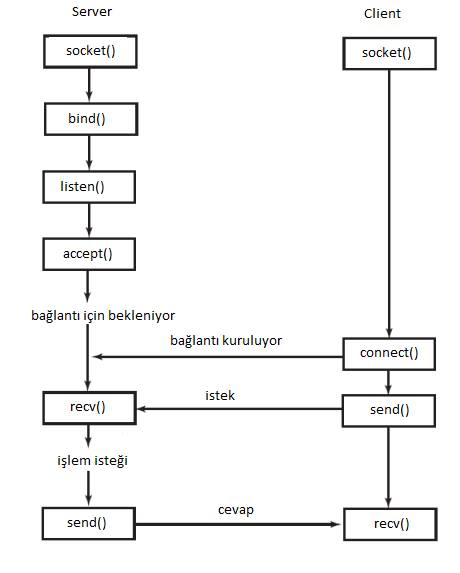 Server
Client
socket()
socket()
bind()
listen()
accept()
bağlantı için bekleniyor
bağlantı kuruluyor
connect()
recv()
istek
send()
işlem isteği
send()
cevap
recv()